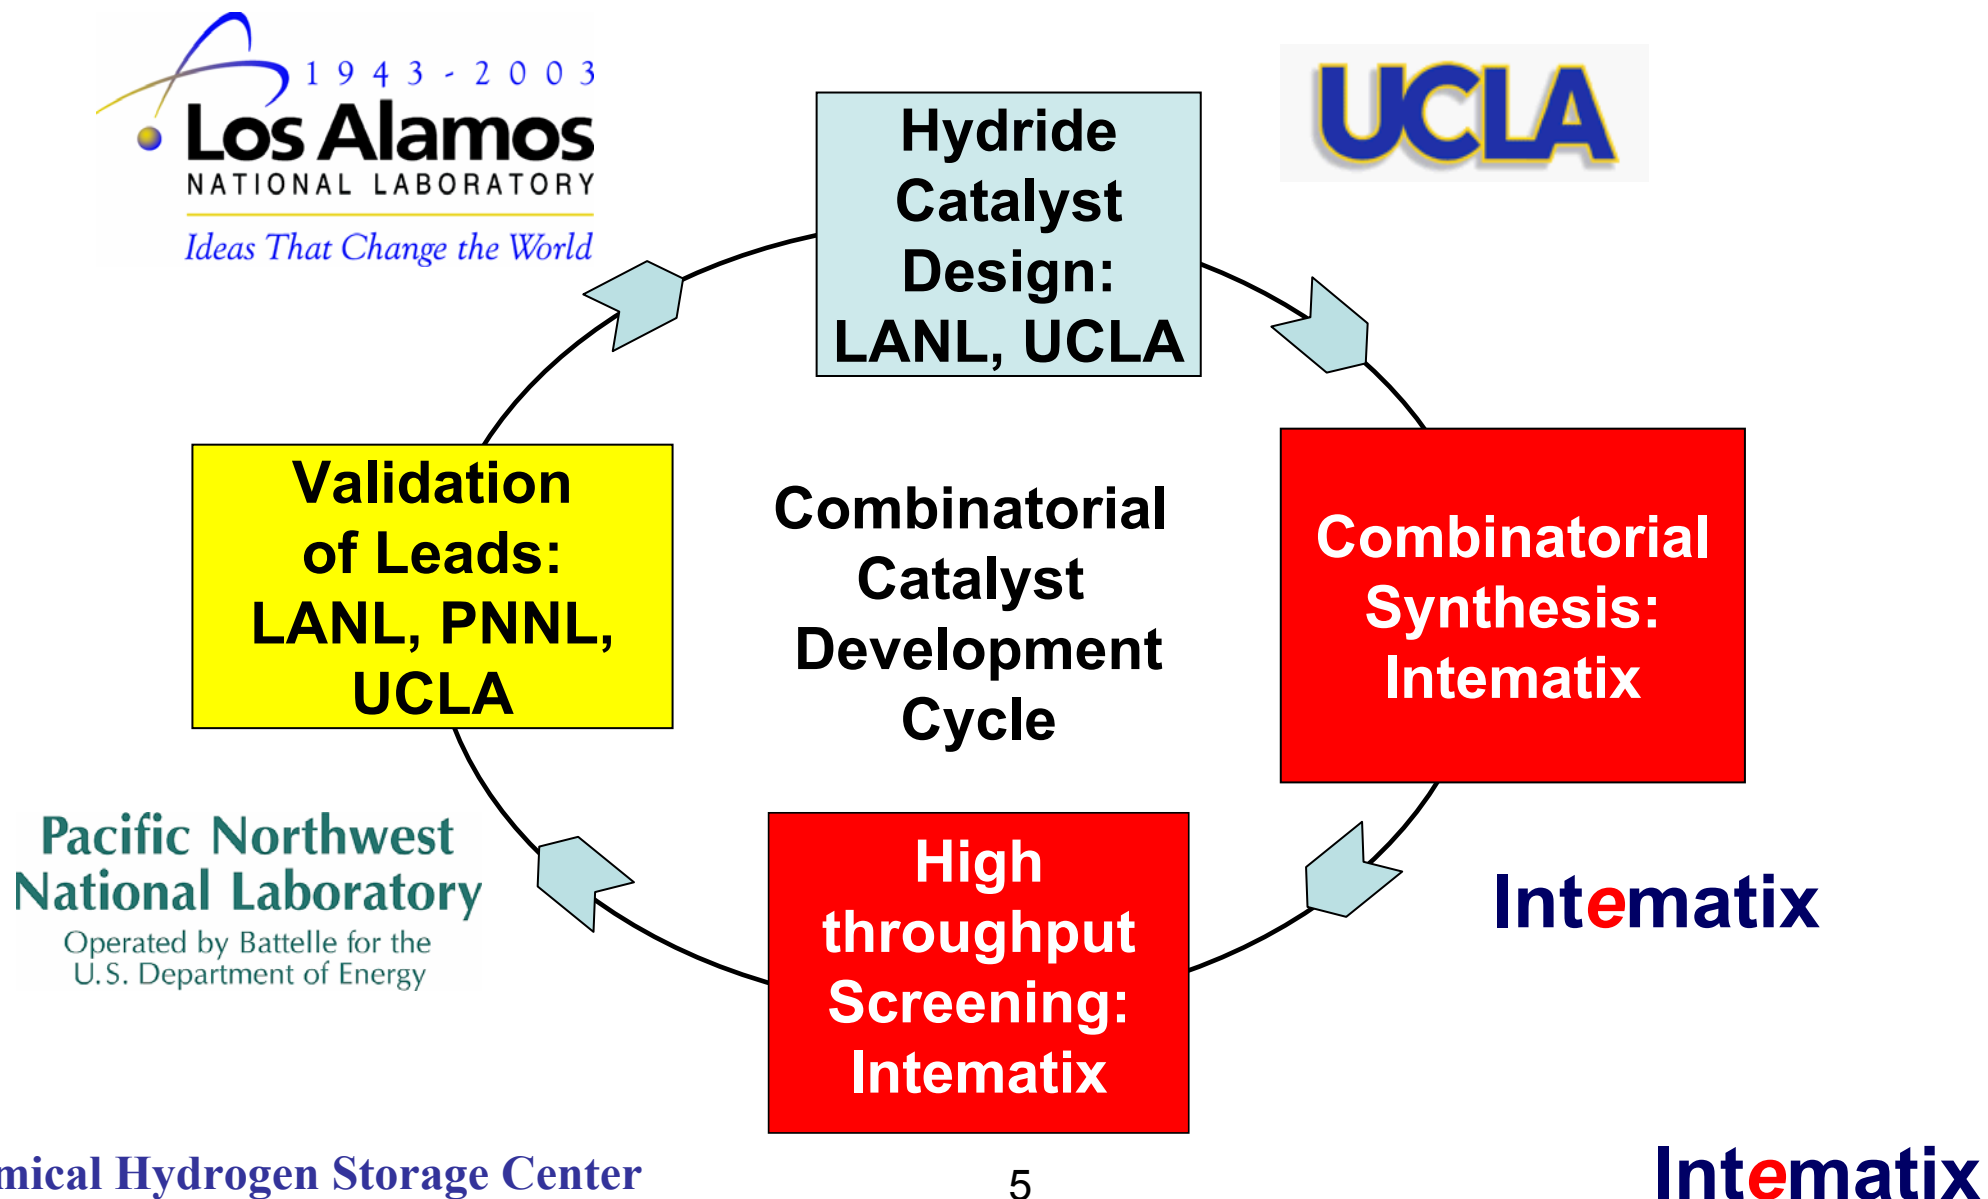 1943-2003
Los Alamos
NATIONAL LABORATORY
Ideas That Change the World
UCLA
Hydride
Catalyst
Design:
LANL, UCLA
Validation
of Leads:
LANL, PNNL,
UCLA
Combinatorial
Catalyst
Development
Cycle
Combinatorial
Synthesis:
Intematix
Pacific Northwest
National Laboratory
Operated by Battelle for the
U.S. Department of Energy
High
throughput
Screening:
Intematix
Intematix
mical Hydrogen Storage Center
5
Intematix